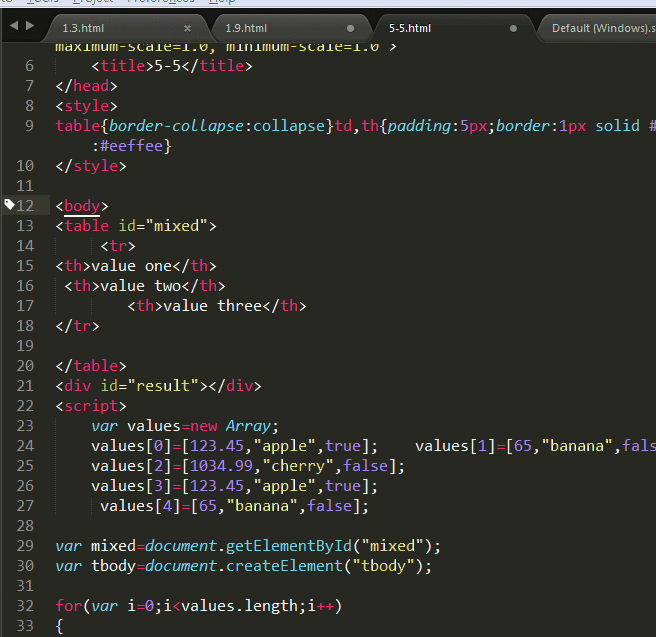 1.3.html × 1.9.html 5-5.html Default (Windows).s
maximum-scale=1.0, minimum-scale=1.0">
6 <title>5-5</title>
7 </head>
8 <style>
9 table{border-collapse:collapse}td,th{padding:5px;border:1px solid #
:#eeffee}
10 </style>
11
12 <body>
13 <table id="mixed">
14 <tr>
15 <th>value one</th>
16 <th>value two</th>
17 <th>value three</th>
18 </tr>
19
20 </table>
21 <div id="result"></div>
22 <script>
23 var values=new Array;
24 values[0]=[123.45,"apple",true]; values[1]=[65,"banana",fals
25 values[2]=[1034.99,"cherry",false];
26 values[3]=[123.45,"apple",true];
27 values[4]=[65,"banana",false];
28
29 var mixed=document.getElementById("mixed");
30 var tbody=document.createElement("tbody");
31
32 for(var i=0;i<values.length;i++)
33 {